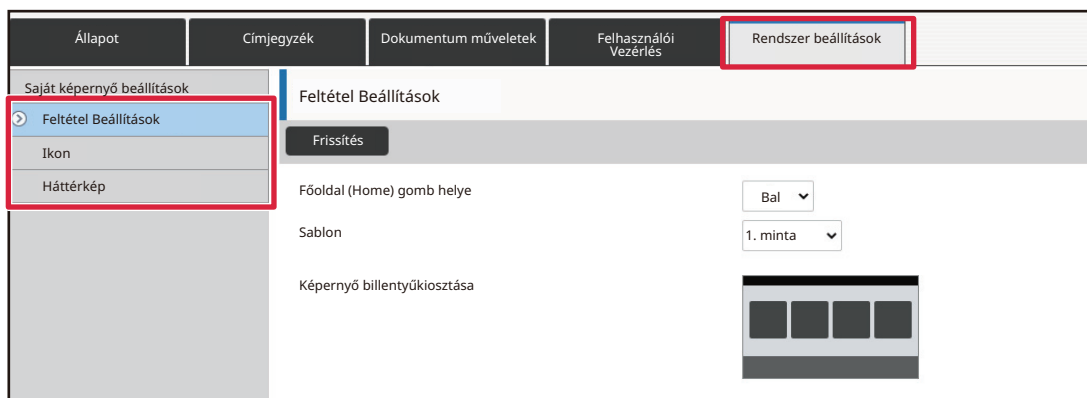 Állapot
Címjegyzék
Dokumentum műveletek
Felhasználói
Vezérlés
Rendszer beállítások
Saját képernyő beállítások
Feltétel Beállítások
Ikon
Háttérkép
Feltétel Beállítások
Frissítés
Főoldal (Home) gomb helye
Bal
Sablon
1. minta
Képernyő billentyűkiosztása